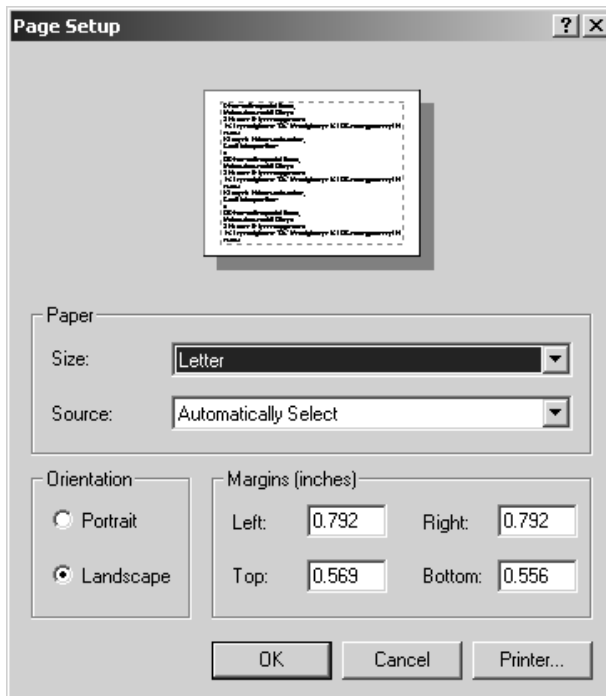 Page Setup
Paper
Size: Letter
Source: Automatically Select
Orientation
Portrait
Landscape
Margins (inches)
Left: 0.792 Right: 0.792
Top: 0.569 Bottom: 0.556
OK Cancel Printer...